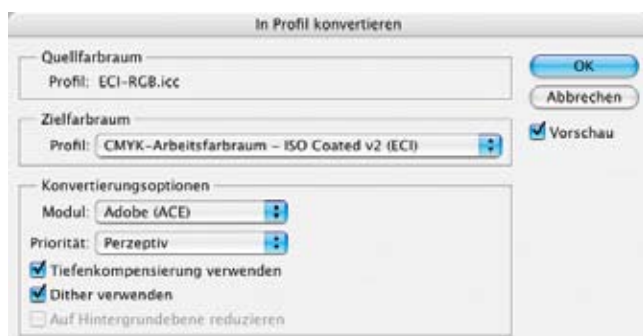 In Profil konvertieren
Quellfarbraum
Profil: ECI-RGB.icc
Zielfarbraum
Profil: CMYK-Arbeitsfarbraum – ISO Coated v2 (ECI)
Konvertierungsoptionen
Modul: Adobe (ACE)
Priorität: Perzeptiv
Tiefenkompensierung verwenden
Dither verwenden
Auf Hintergrundebene reduzieren
OK
Abbrechen
Vorschau